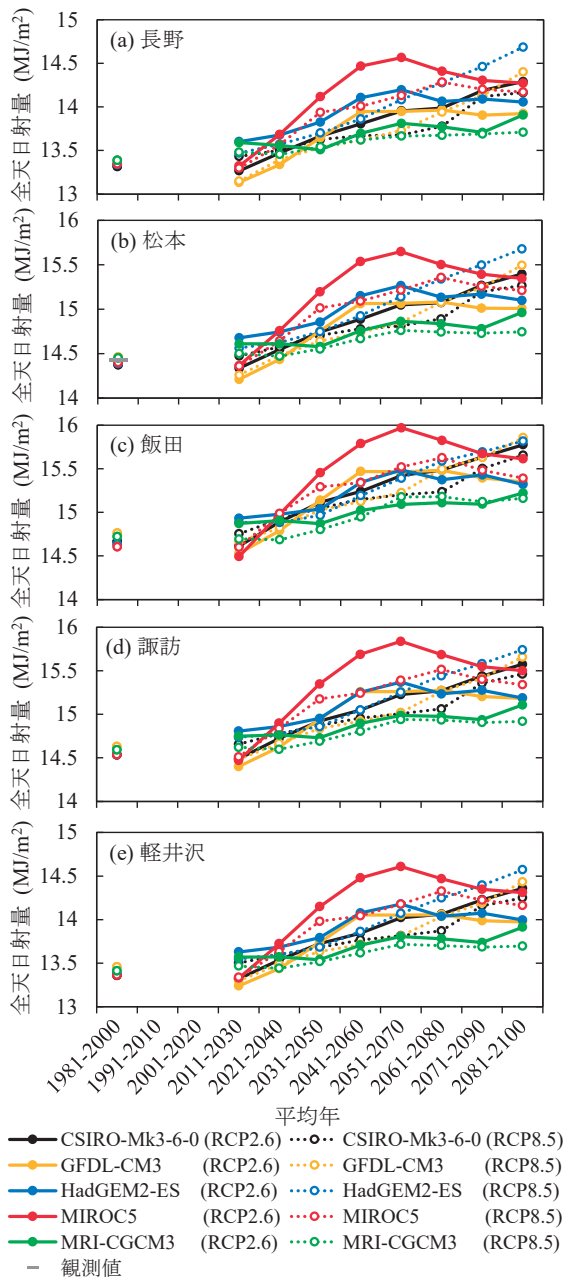 (a) 長野
全天日射量 (MJ/m²)
15
14.5
14
13.5
13
(b) 松本
全天日射量 (MJ/m²)
16
15.5
15
14.5
14
(c) 飯田
全天日射量 (MJ/m²)
16
15.5
15
14.5
14
(d) 諏訪
全天日射量 (MJ/m²)
16
15.5
15
14.5
14
(e) 軽井沢
全天日射量 (MJ/m²)
15
14.5
14
13.5
13
1981-2000
1991-2010
2001-2020
2011-2030
2021-2040
2031-2050
2041-2060
2051-2070
2061-2080
2071-2090
2081-2100
平均年
CSIRO-Mk3-6-0 (RCP2.6) CSIRO-Mk3-6-0 (RCP8.5)
GFDL-CM3 (RCP2.6) GFDL-CM3 (RCP8.5)
HadGEM2-ES (RCP2.6) HadGEM2-ES (RCP8.5)
MIROC5 (RCP2.6) MIROC5 (RCP8.5)
MRI-CGCM3 (RCP2.6) MRI-CGCM3 (RCP8.5)
観測値